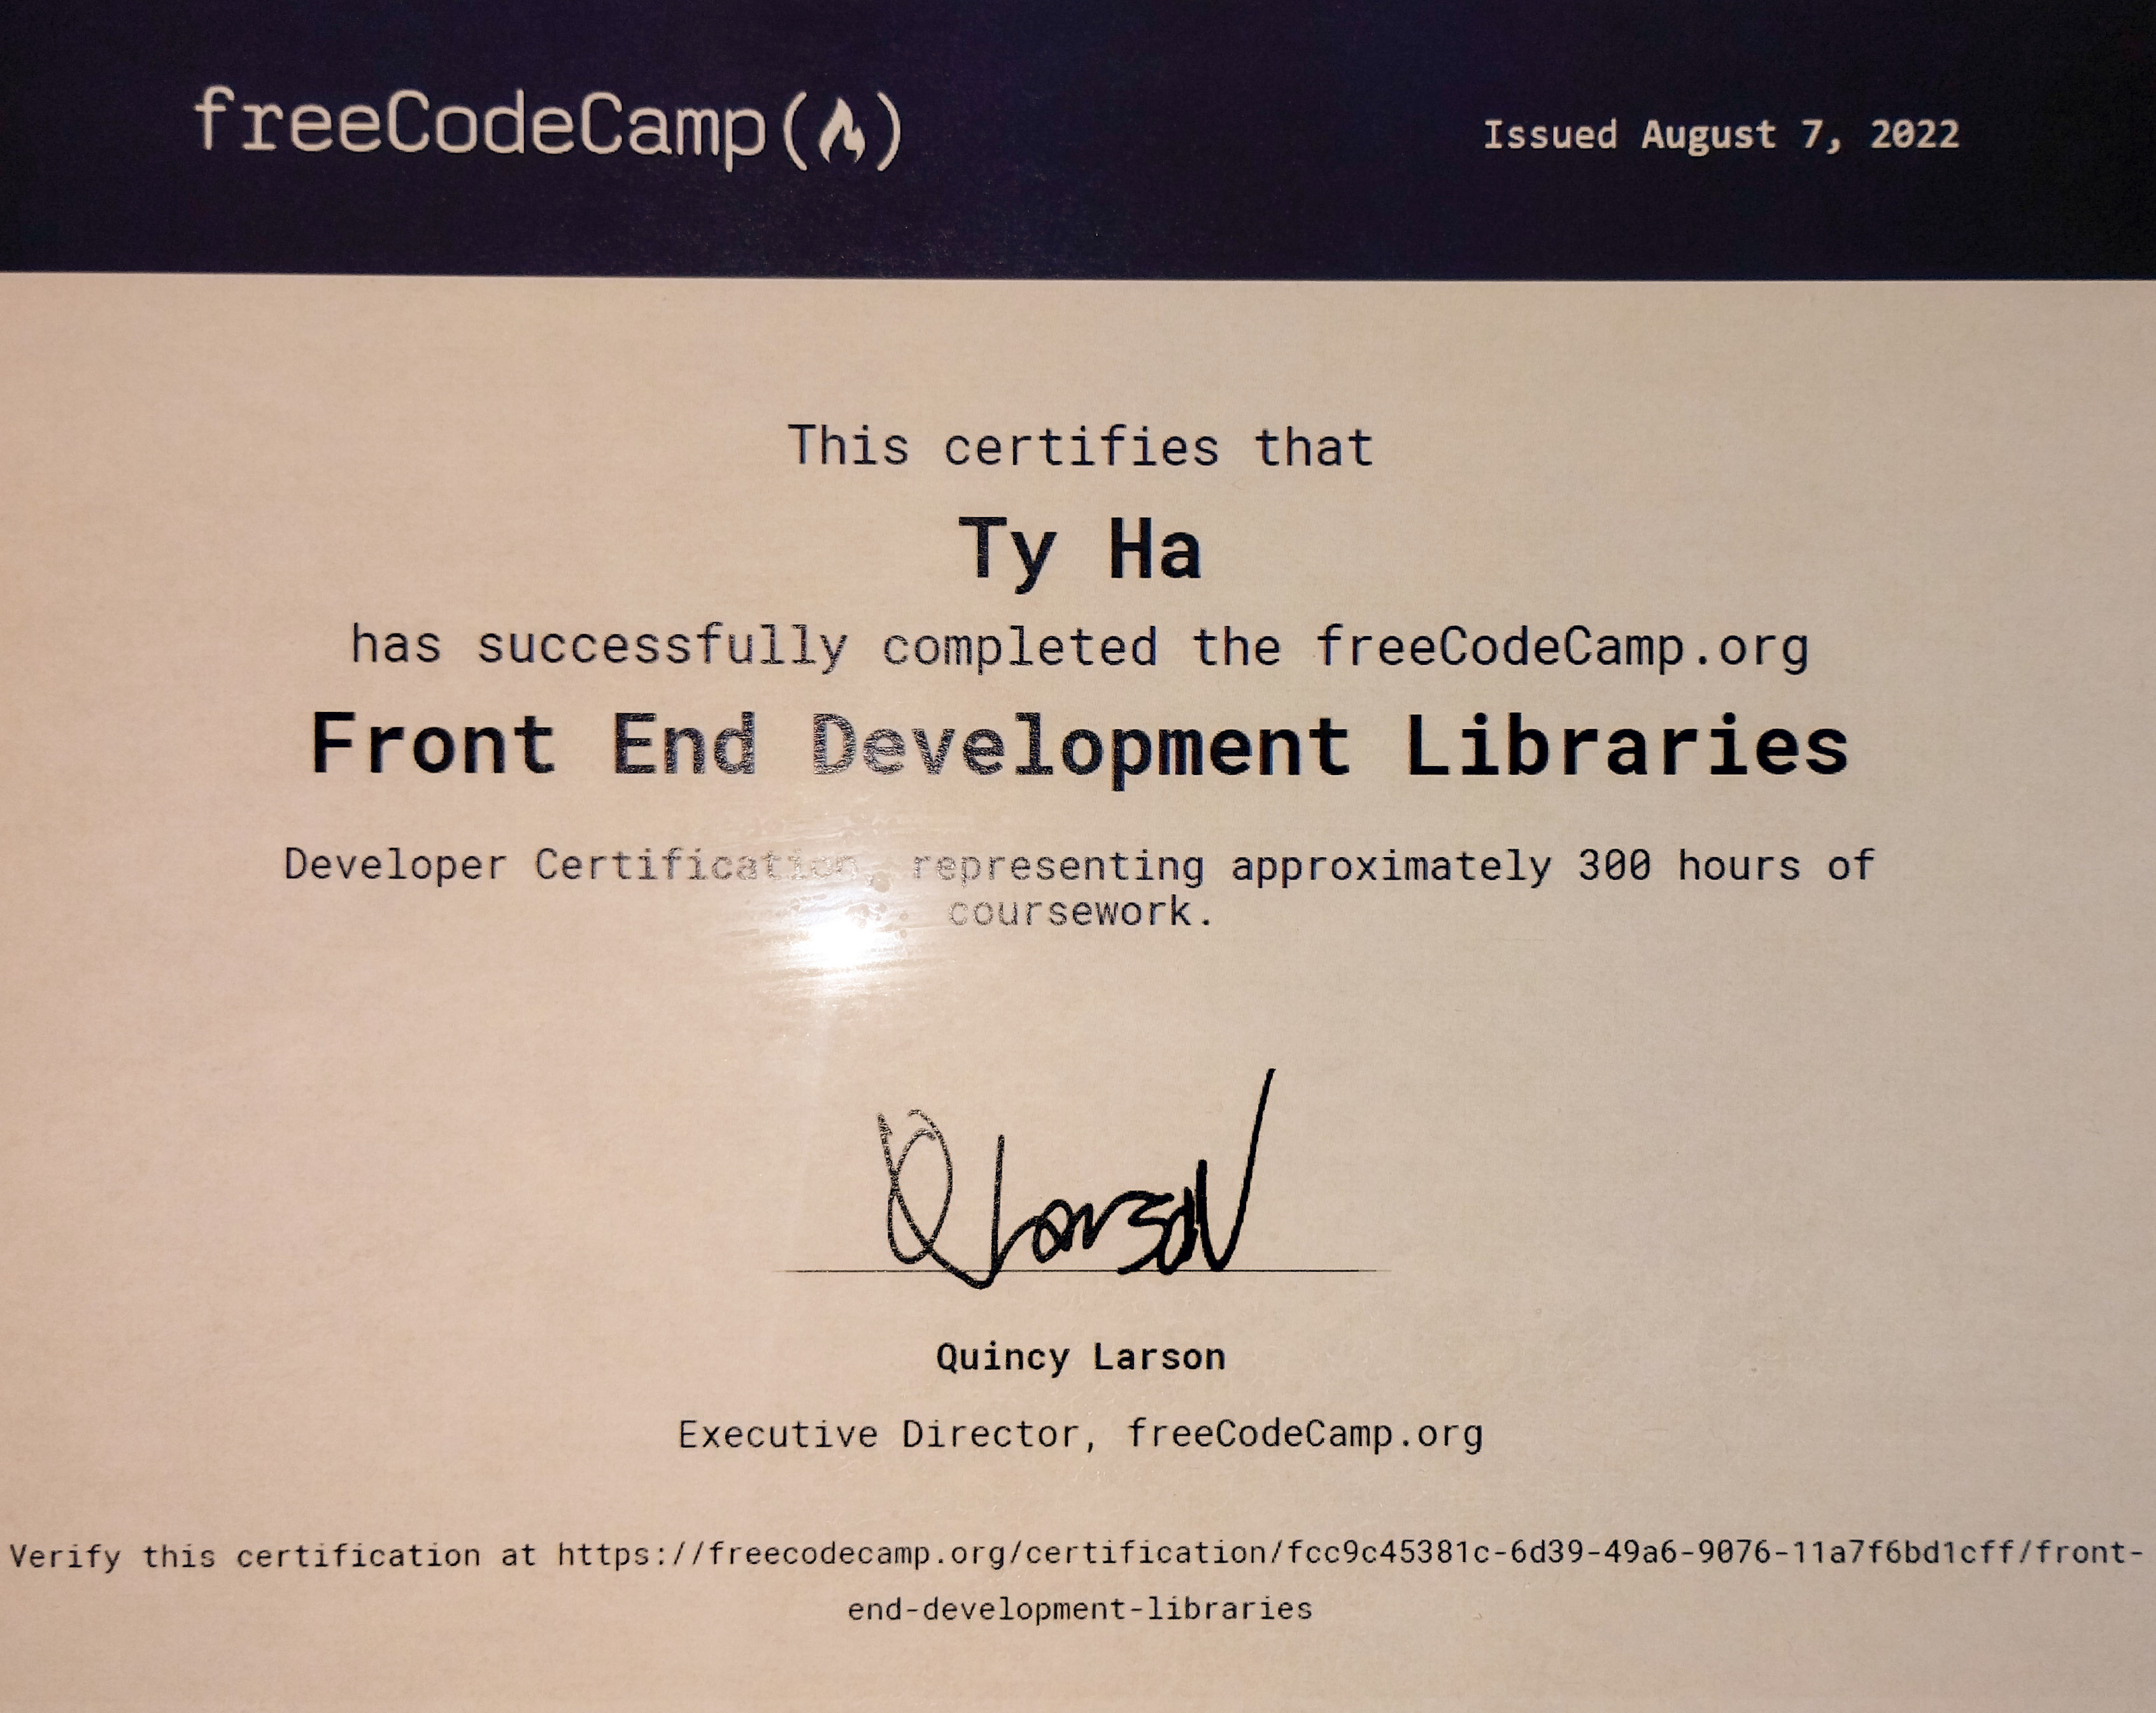 freeCodeCamp(🔥)
Issued August 7, 2022
This certifies that
Ty Ha
has successfully completed the freeCodeCamp.org
Front End Development Libraries
Developer Certification, representing approximately 300 hours of
coursework.
Q Larson
Quincy Larson
Executive Director, freeCodeCamp.org
Verify this certification at https://freecodecamp.org/certification/fcc9c45381c-6d39-49a6-9076-11a7f6bd1cff/front-
end-development-libraries